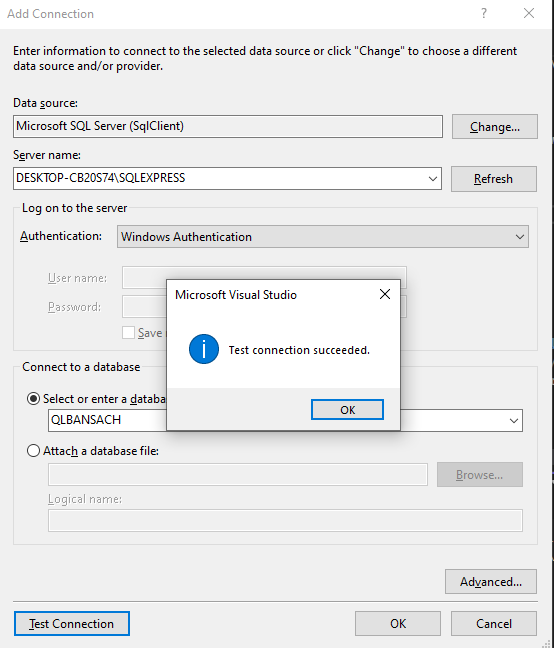 Add Connection
?
Enter information to connect to the selected data source or click "Change" to choose a different
data source and/or provider.
Data source:
Microsoft SQL Server (SqlClient)
Change...
Server name:
DESKTOP-CB20S74\SQLEXPRESS
Refresh
Log on to the server
Authentication:
Windows Authentication
User name:
Password:
Save
Microsoft Visual Studio
Test connection succeeded.
OK
Connect to a database
Select or enter a databa
QLBANSACH
Attach a database file:
Browse...
Logical name:
Advanced...
Test Connection
OK
Cancel